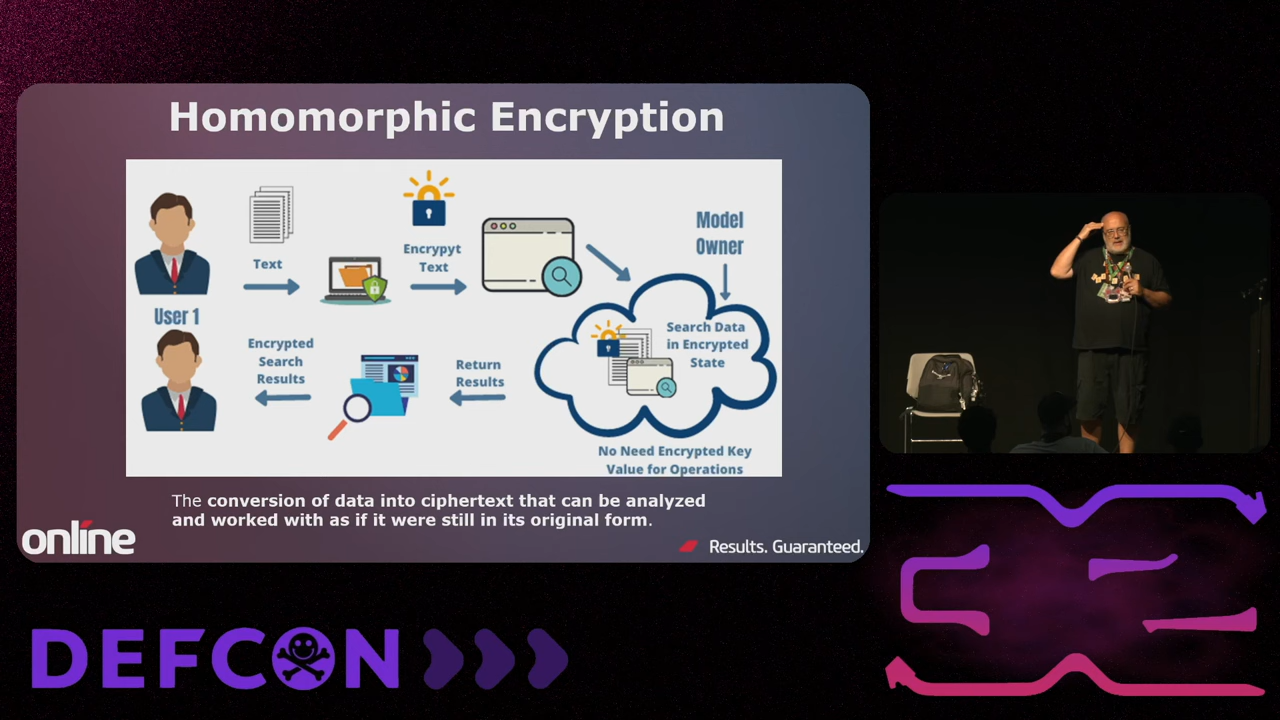 Homomorphic Encryption
Text
Encrypyt
Text
Model
Owner
User 1
Search Data
in Encrypted
State
Encrypted
Search
Results
Return
Results
No Need Encrypted Key
Value for Operations
The conversion of data into ciphertext that can be analyzed
and worked with as if it were still in its original form.
online
Results. Guaranteed.
DEFCON